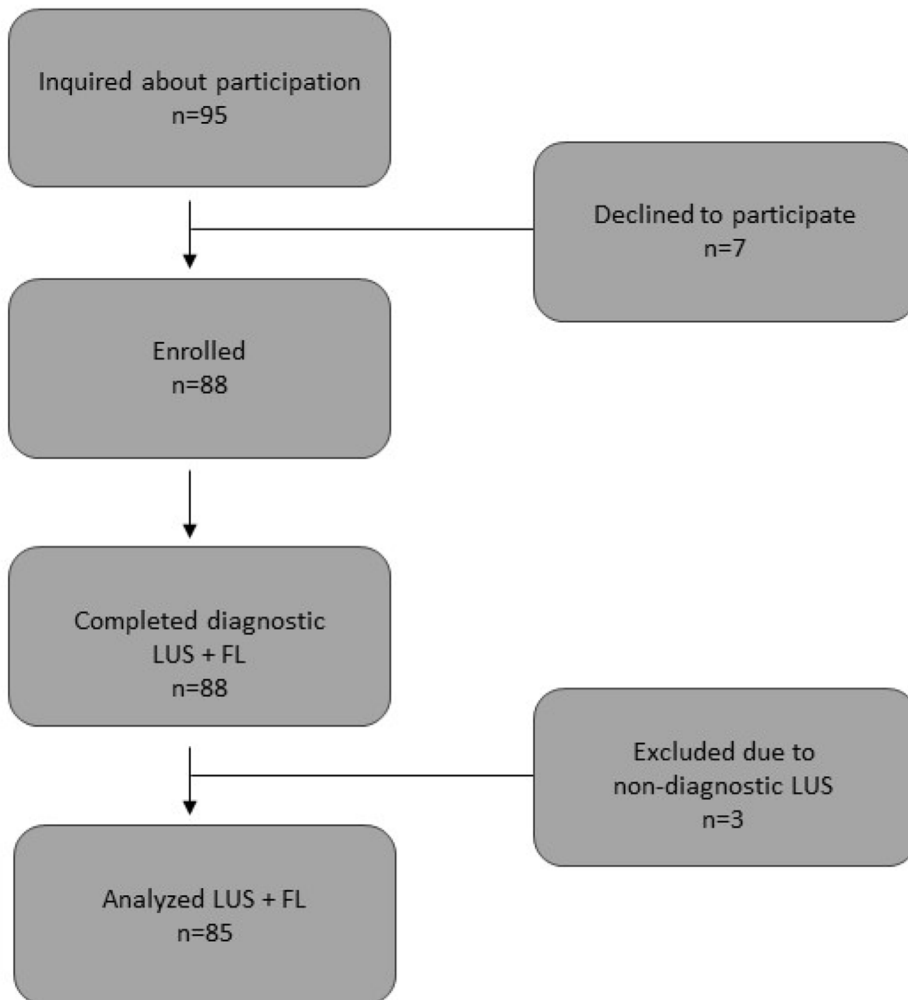 Inquired about participation
n=95
Declined to participate
n=7
Enrolled
n=88
Completed diagnostic
LUS + FL
n=88
Excluded due to
non-diagnostic LUS
n=3
Analyzed LUS + FL
n=85